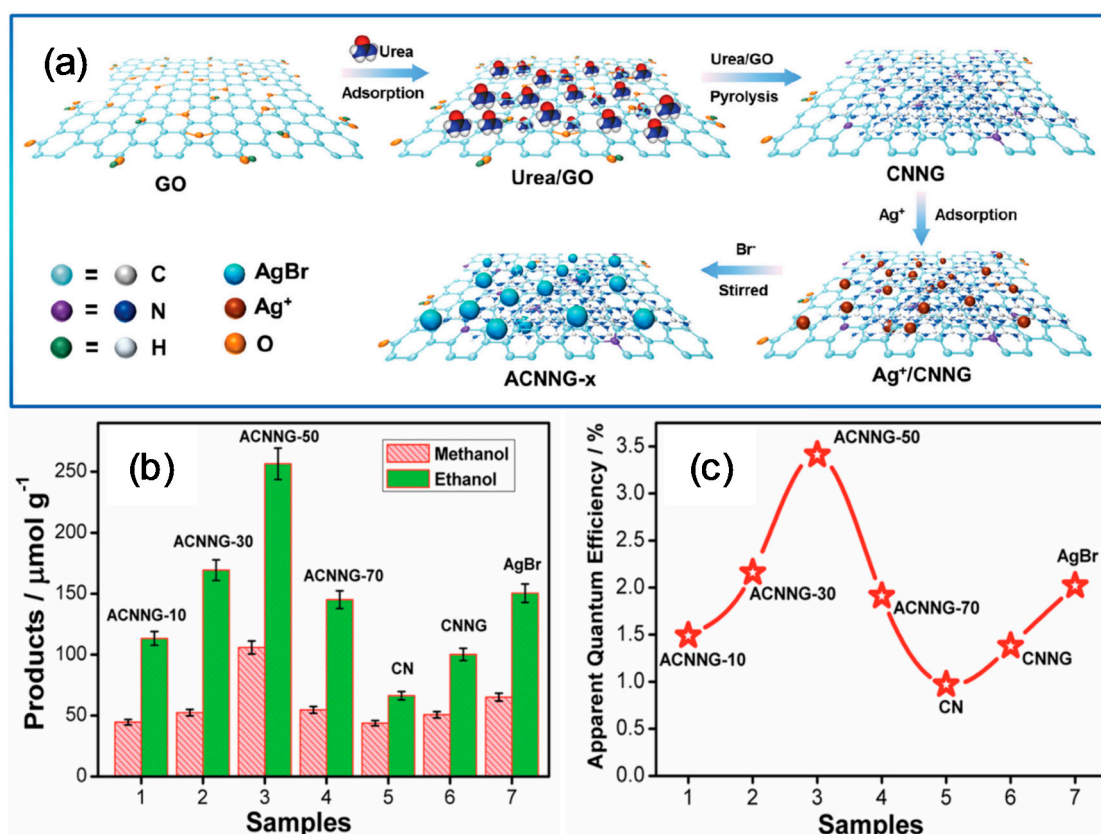 (a)
Urea
Adsorption
Urea/GO
Pyrolysis
GO
Urea/GO
CNNG
Ag⁺ Adsorption
= C
AgBr
= N
Ag⁺
= H
O
Br⁻
Stirred
ACNNG-x
Ag⁺/CNNG
(b)
Products / μmol g⁻¹
250
200
150
100
50
0
ACNNG-10
ACNNG-30
ACNNG-50
ACNNG-70
CN
CNNG
AgBr
Methanol
Ethanol
1 2 3 4 5 6 7
Samples
(c)
Apparent Quantum Efficiency / %
3.5
3.0
2.5
2.0
1.5
1.0
0.5
0.0
ACNNG-10
ACNNG-30
ACNNG-50
ACNNG-70
CN
CNNG
AgBr
1 2 3 4 5 6 7
Samples